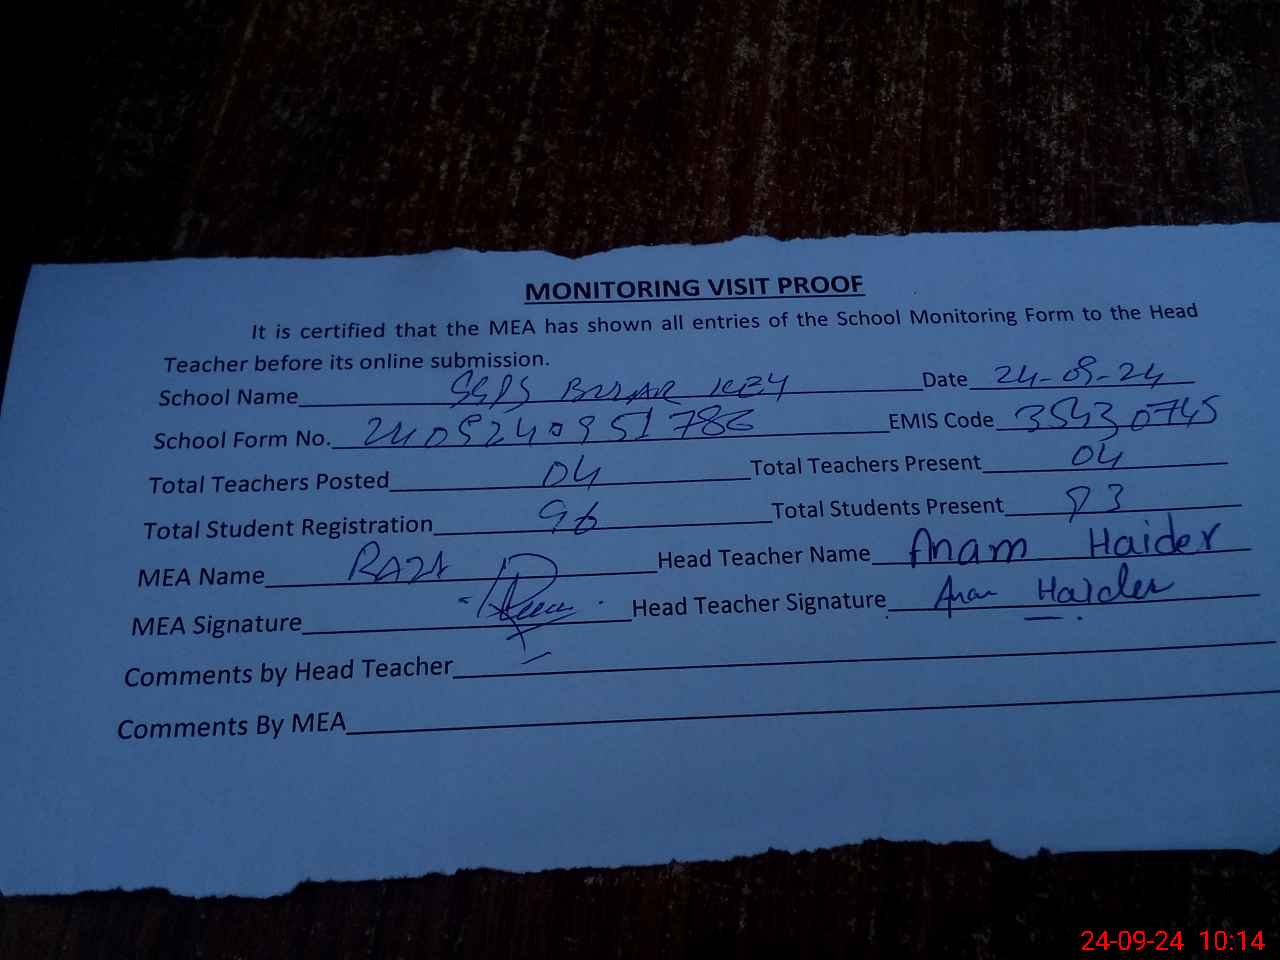 MONITORING VISIT PROOF
It is certified that the MEA has shown all entries of the School Monitoring Form to the Head
Teacher before its online submission.
School Name Date 24-09-24
School Form No. 24092409351786 EMIS Code 35430745
Total Teachers Posted 04 Total Teachers Present 04
Total Student Registration 96 Total Students Present
MEA Name RAZA Head Teacher Name Anam Haider
MEA Signature Head Teacher Signature Anam Haider
Comments by Head Teacher
Comments By MEA
24-09-24 10:14